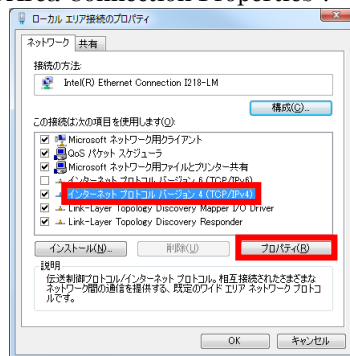 Area Connection Properties".
ローカル エリア接続のプロパティ
ネットワーク 共有
接続の方法:
Intel(R) Ethernet Connection I218-LM
構成(C)...
この接続は次の項目を使用します(O):
Microsoft ネットワーク用クライアント
QoS パケット スケジューラ
Microsoft ネットワーク用ファイルとプリンター共有
インターネット プロトコル バージョン 6 (TCP/IPv6)
インターネット プロトコル バージョン 4 (TCP/IPv4)
Link-Layer Topology Discovery Mapper I/O Driver
Link-Layer Topology Discovery Responder
インストール(N)... 削除(U) プロパティ(R)
説明
伝送制御プロトコル/インターネット プロトコル。相互接続されたさまざまな
ネットワーク間の通信を提供する、既定のワイド エリア ネットワーク プロトコ
ルです。
OK キャンセル